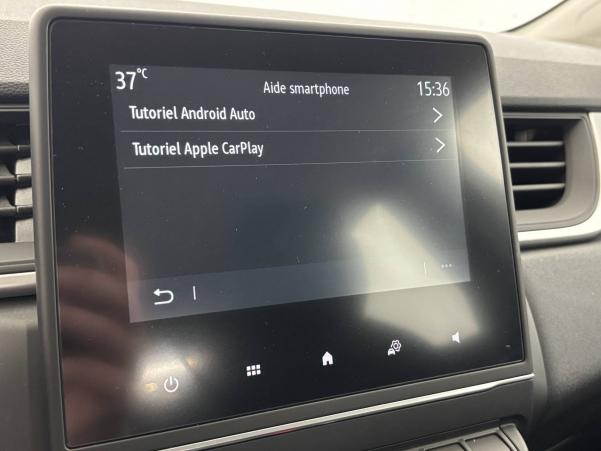 37°C
Aide smartphone
15:36
Tutoriel Android Auto
Tutoriel Apple CarPlay